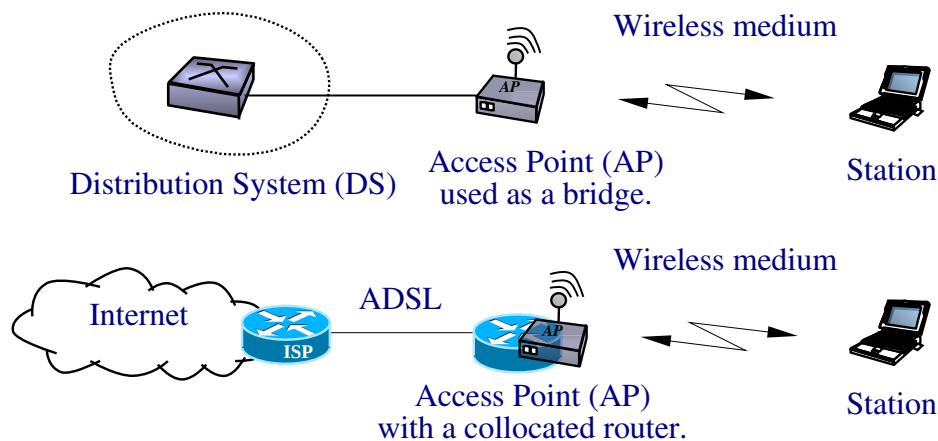 Wireless medium
AP
Distribution System (DS)
Access Point (AP)
used as a bridge.
Station
Wireless medium
Internet
ADSL
ISP
AP
Access Point (AP)
with a collocated router.
Station